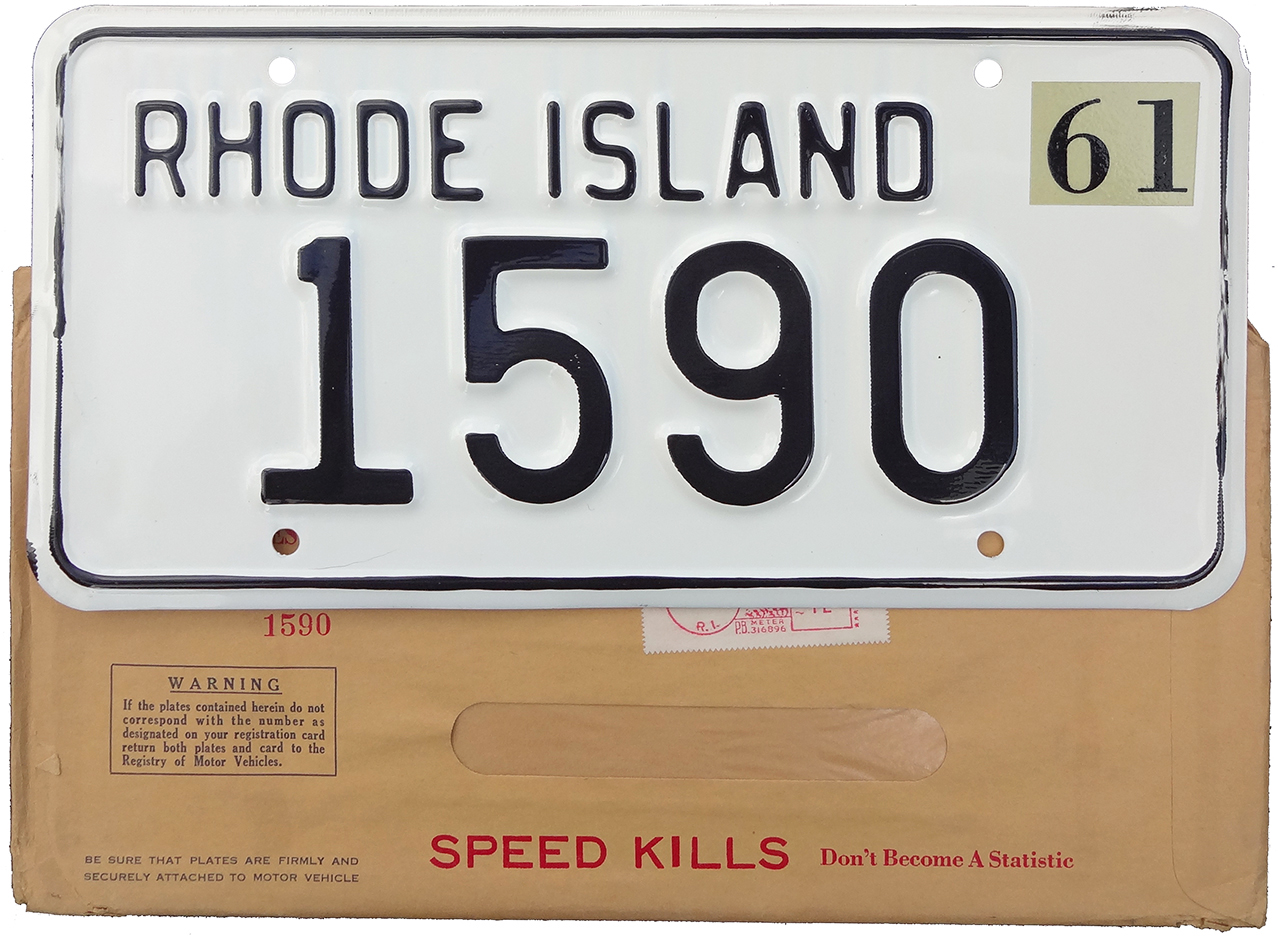 RHODE ISLAND
61
1590
1590
R.I.
P.B. METER
316896
WARNING
If the plates contained herein do not
correspond with the number as
designated on your registration card
return both plates and card to the
Registry of Motor Vehicles.
SPEED KILLS Don't Become A Statistic
BE SURE THAT PLATES ARE FIRMLY AND
SECURELY ATTACHED TO MOTOR VEHICLE